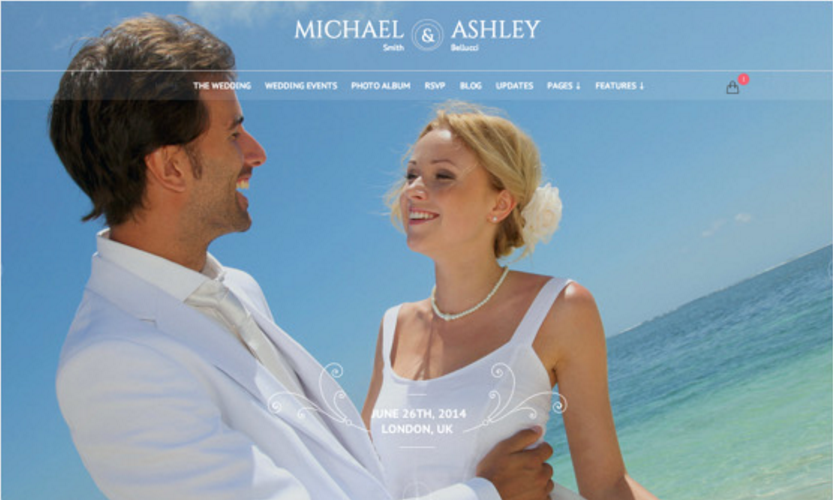 MICHAEL & ASHLEY
Smith Bellucci
THE WEDDING WEDDING EVENTS PHOTO ALBUM RSVP BLOG UPDATES PAGES ↓ FEATURES ↓
1
JUNE 26TH, 2014
LONDON, UK